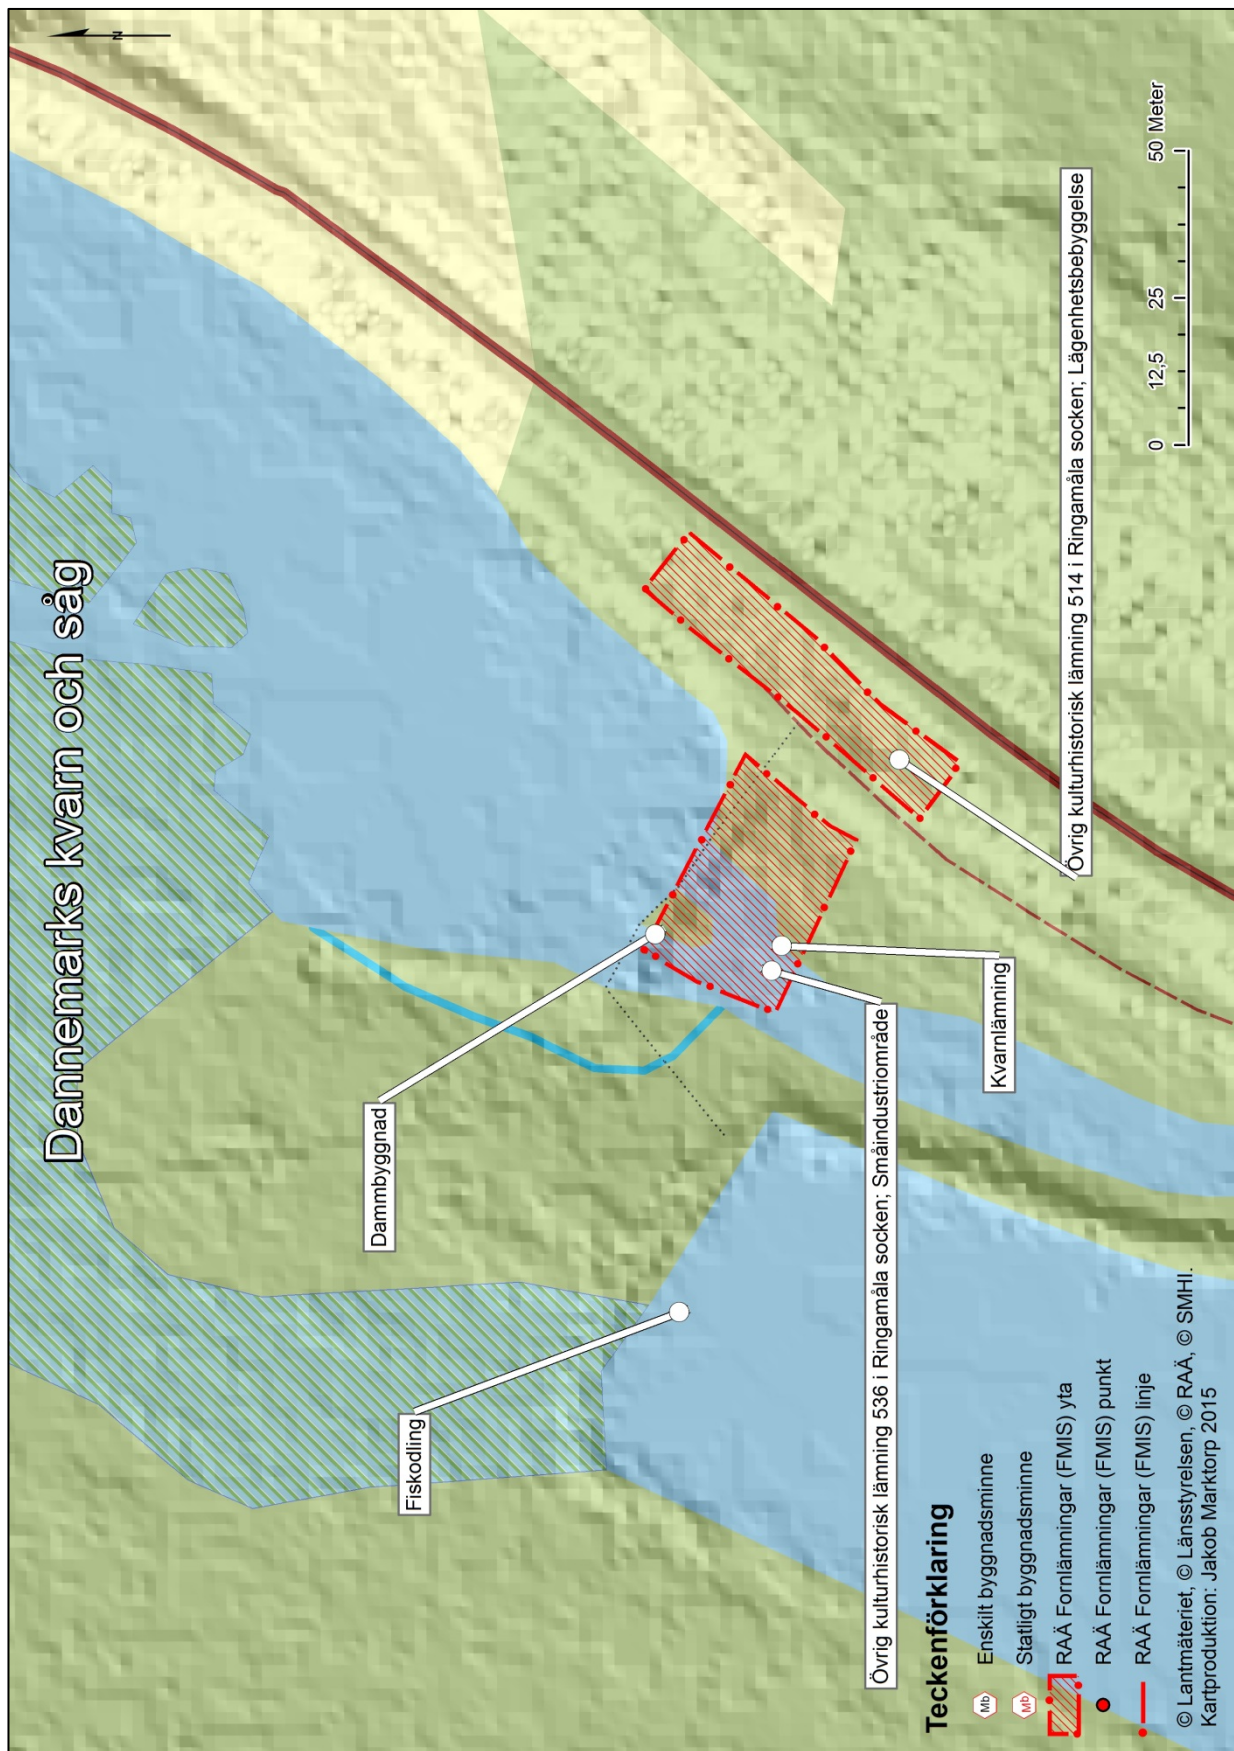 Dannemarks kvarn och såg
N
Fiskodling
Dammbyggnad
Övrig kulturhistorisk lämning 536 i Ringamåla socken; Småindustriområde
Kvarnlämning
Övrig kulturhistorisk lämning 514 i Ringamåla socken; Lägenhetsbebyggelse
0 12,5 25 50 Meter
Teckenförklaring
Mb Enskilt byggnadsminne
Mb Statligt byggnadsminne
RAÄ Fornlämningar (FMIS) yta
RAÄ Fornlämningar (FMIS) punkt
RAÄ Fornlämningar (FMIS) linje
© Lantmäteriet, © Länsstyrelsen, © RAÄ, © SMHI.
Kartproduktion: Jakob Marktorp 2015